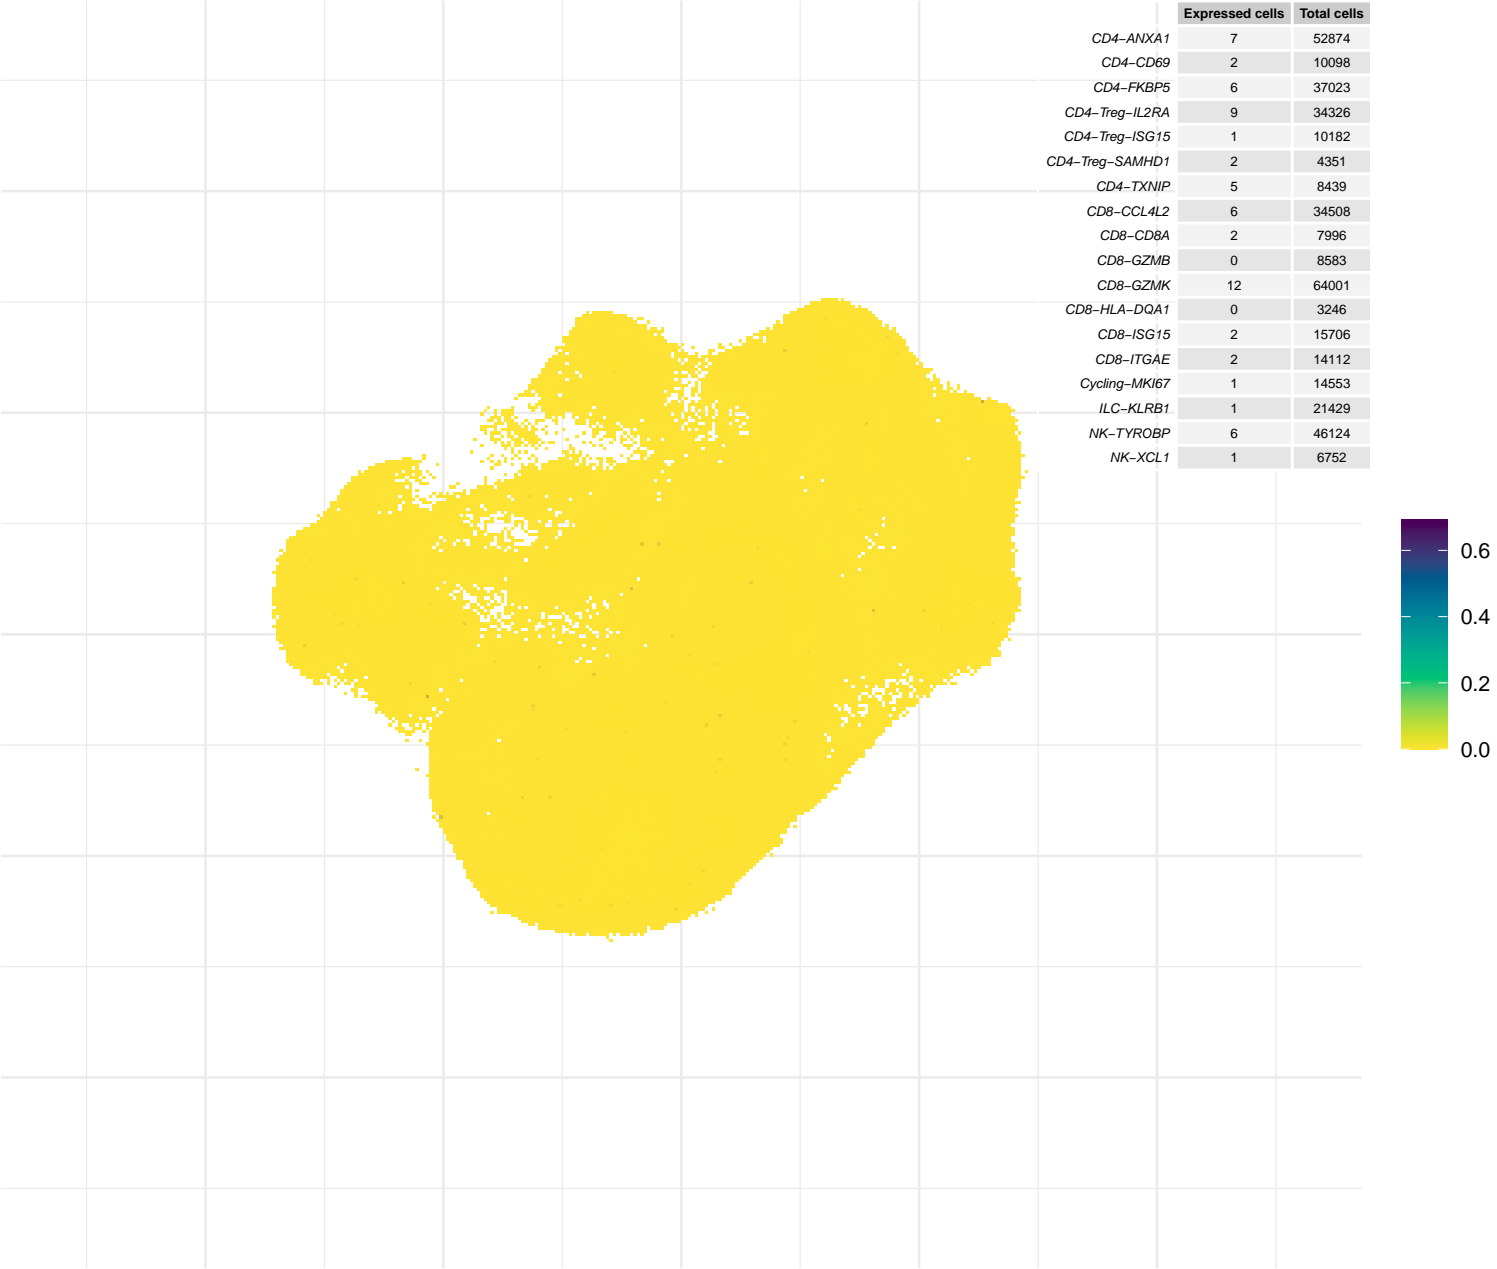 Expressed cells Total cells
CD4−ANXA1 7 52874
CD4−CD69 2 10098
CD4−FKBP5 6 37023
CD4−Treg−IL2RA 9 34326
CD4−Treg−ISG15 1 10182
CD4−Treg−SAMHD1 2 4351
CD4−TXNIP 5 8439
CD8−CCL4L2 6 34508
CD8−CD8A 2 7996
CD8−GZMB 0 8583
CD8−GZMK 12 64001
CD8−HLA−DQA1 0 3246
CD8−ISG15 2 15706
CD8−ITGAE 2 14112
Cycling−MKI67 1 14553
ILC−KLRB1 1 21429
NK−TYROBP 6 46124
NK−XCL1 1 6752
0.6
0.4
0.2
0.0